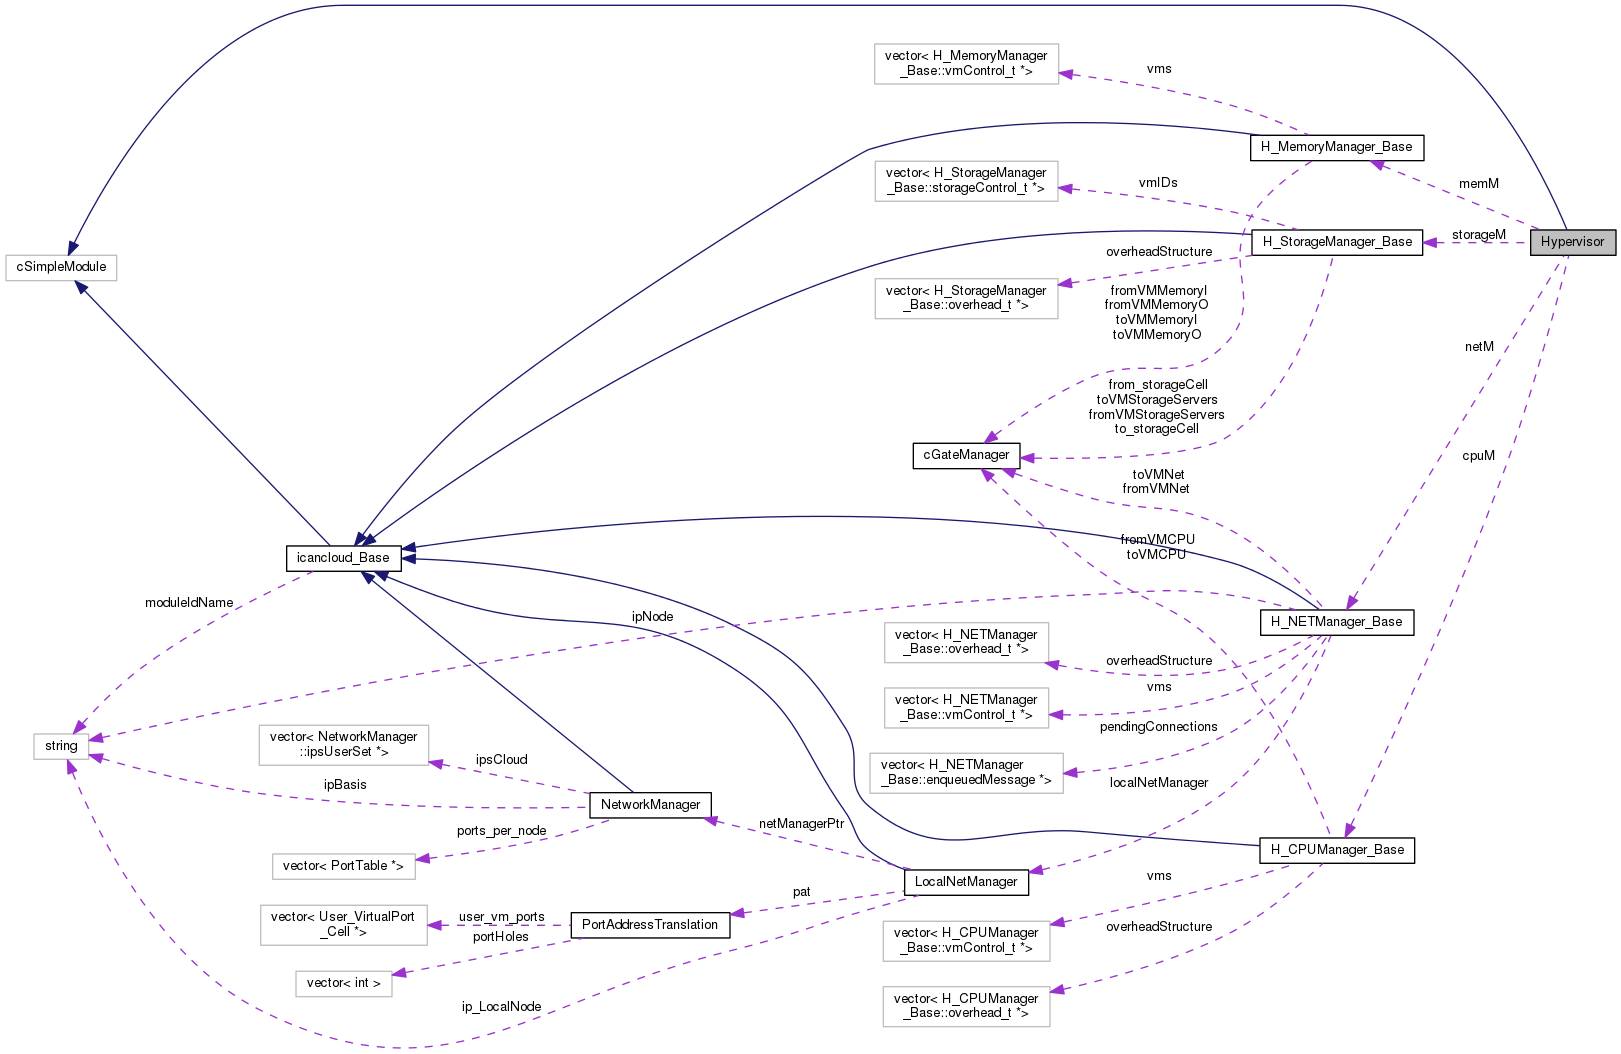 vector< H_MemoryManager
_Base::vmControl_t *>
vms
H_MemoryManager_Base
vector< H_StorageManager
_Base::storageControl_t *>
vmIDs
memM
cSimpleModule
overheadStructure
H_StorageManager_Base
storageM
Hypervisor
vector< H_StorageManager
_Base::overhead_t *>
fromVMMemoryI
fromVMMemoryO
toVMMemoryI
toVMMemoryO
netM
from_storageCell
toVMStorageServers
fromVMStorageServers
to_storageCell
cGateManager
cpuM
toVMNet
fromVMNet
fromVMCPU
toVMCPU
icancloud_Base
moduleIdName
ipNode
H_NETManager_Base
vector< H_NETManager
_Base::overhead_t *>
overheadStructure
vector< H_NETManager
_Base::vmControl_t *>
vms
pendingConnections
string
vector< NetworkManager
::ipsUserSet *>
ipsCloud
vector< H_NETManager
_Base::enqueuedMessage *>
localNetManager
ipBasis
NetworkManager
netManagerPtr
ports_per_node
vector< PortTable *>
H_CPUManager_Base
LocalNetManager
vms
pat
vector< User_VirtualPort
_Cell *>
user_vm_ports
portHoles
PortAddressTranslation
vector< H_CPUManager
_Base::vmControl_t *>
overheadStructure
vector< int >
ip_LocalNode
vector< H_CPUManager
_Base::overhead_t *>